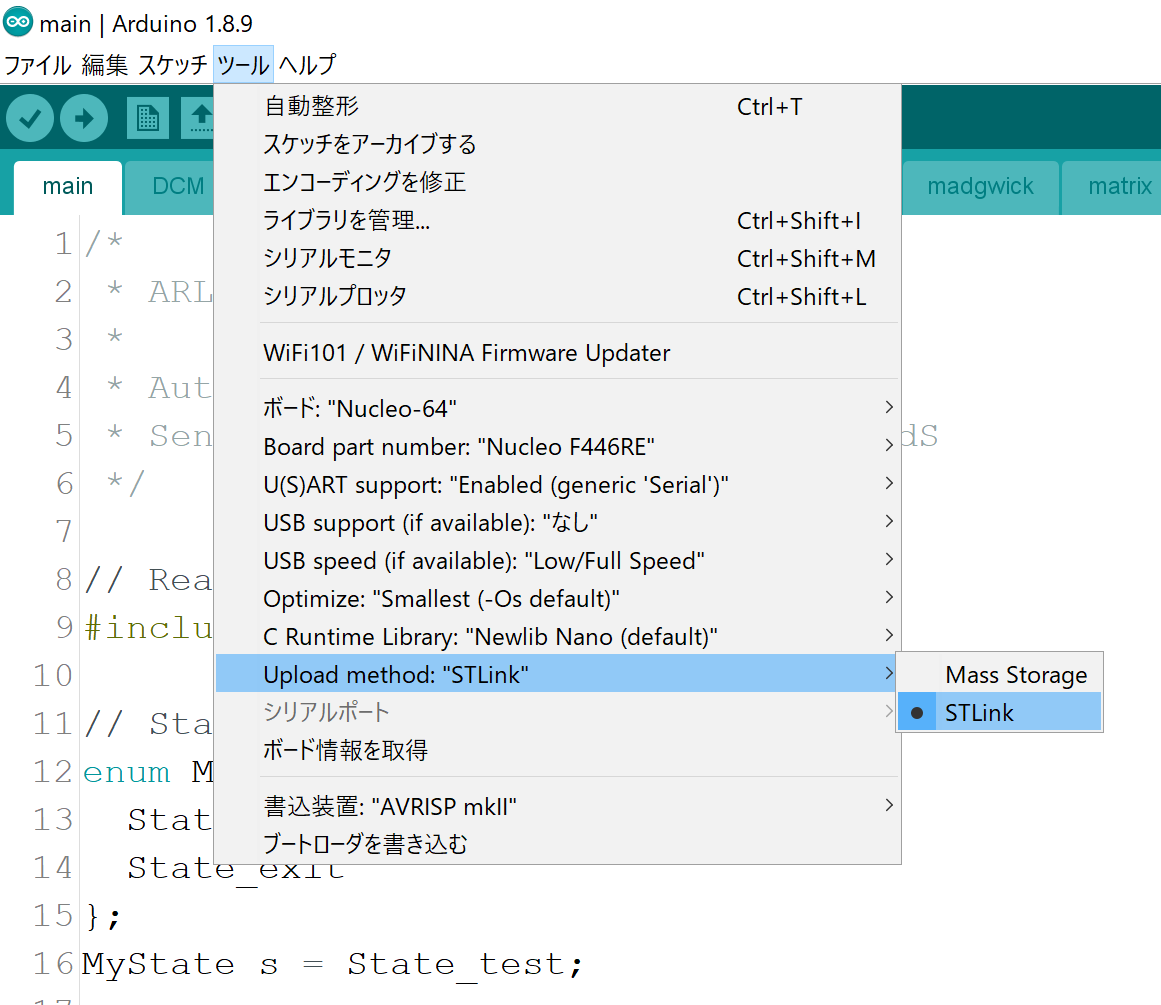 main | Arduino 1.8.9
ファイル 編集 スケッチ ツール ヘルプ
main DCM madgwick matrix
自動整形 Ctrl+T
スケッチをアーカイブする
エンコーディングを修正
ライブラリを管理... Ctrl+Shift+I
シリアルモニタ Ctrl+Shift+M
シリアルプロッタ Ctrl+Shift+L
WiFi101 / WiFiNINA Firmware Updater
ボード: "Nucleo-64"
Board part number: "Nucleo F446RE"
U(S)ART support: "Enabled (generic 'Serial')"
USB support (if available): "なし"
USB speed (if available): "Low/Full Speed"
Optimize: "Smallest (-Os default)"
C Runtime Library: "Newlib Nano (default)"
Upload method: "STLink"
シリアルポート
ボード情報を取得
書込装置: "AVRISP mkII"
ブートローダを書き込む
Mass Storage
STLink
1 /*
2 * ARL
3 *
4 * Aut
5 * Sen dS
6 */
7
8 // Rea
9 #inclu
10
11 // Sta
12 enum M
13 Stat
14 State_exit
15 };
16 MyState s = State_test;
17